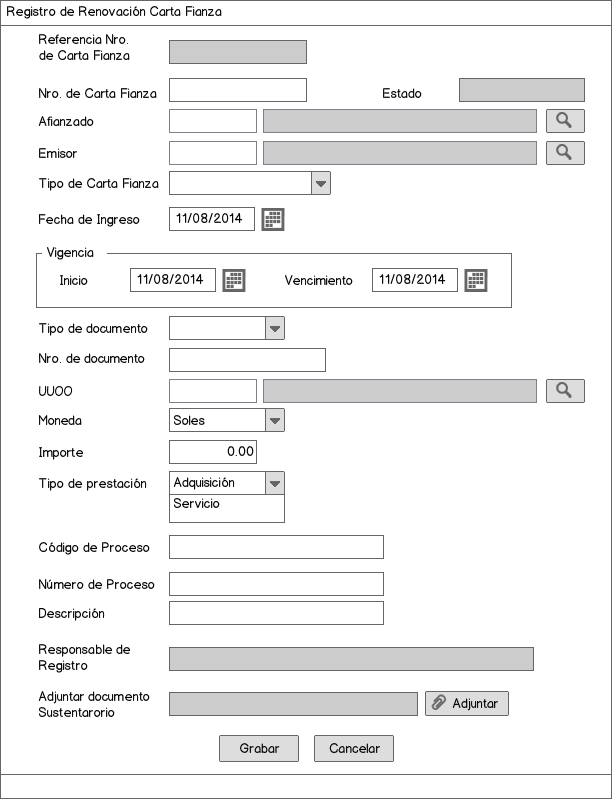 Registro de Renovación Carta Fianza
Referencia Nro.
de Carta Fianza
Nro. de Carta Fianza
Estado
Afianzado
Emisor
Tipo de Carta Fianza
Fecha de Ingreso 11/08/2014
Vigencia
Inicio 11/08/2014 Vencimiento 11/08/2014
Tipo de documento
Nro. de documento
UUOO
Moneda Soles
Importe 0.00
Tipo de prestación Adquisición
Servicio
Código de Proceso
Número de Proceso
Descripción
Responsable de
Registro
Adjuntar documento
Sustentarorio
Adjuntar
Grabar Cancelar